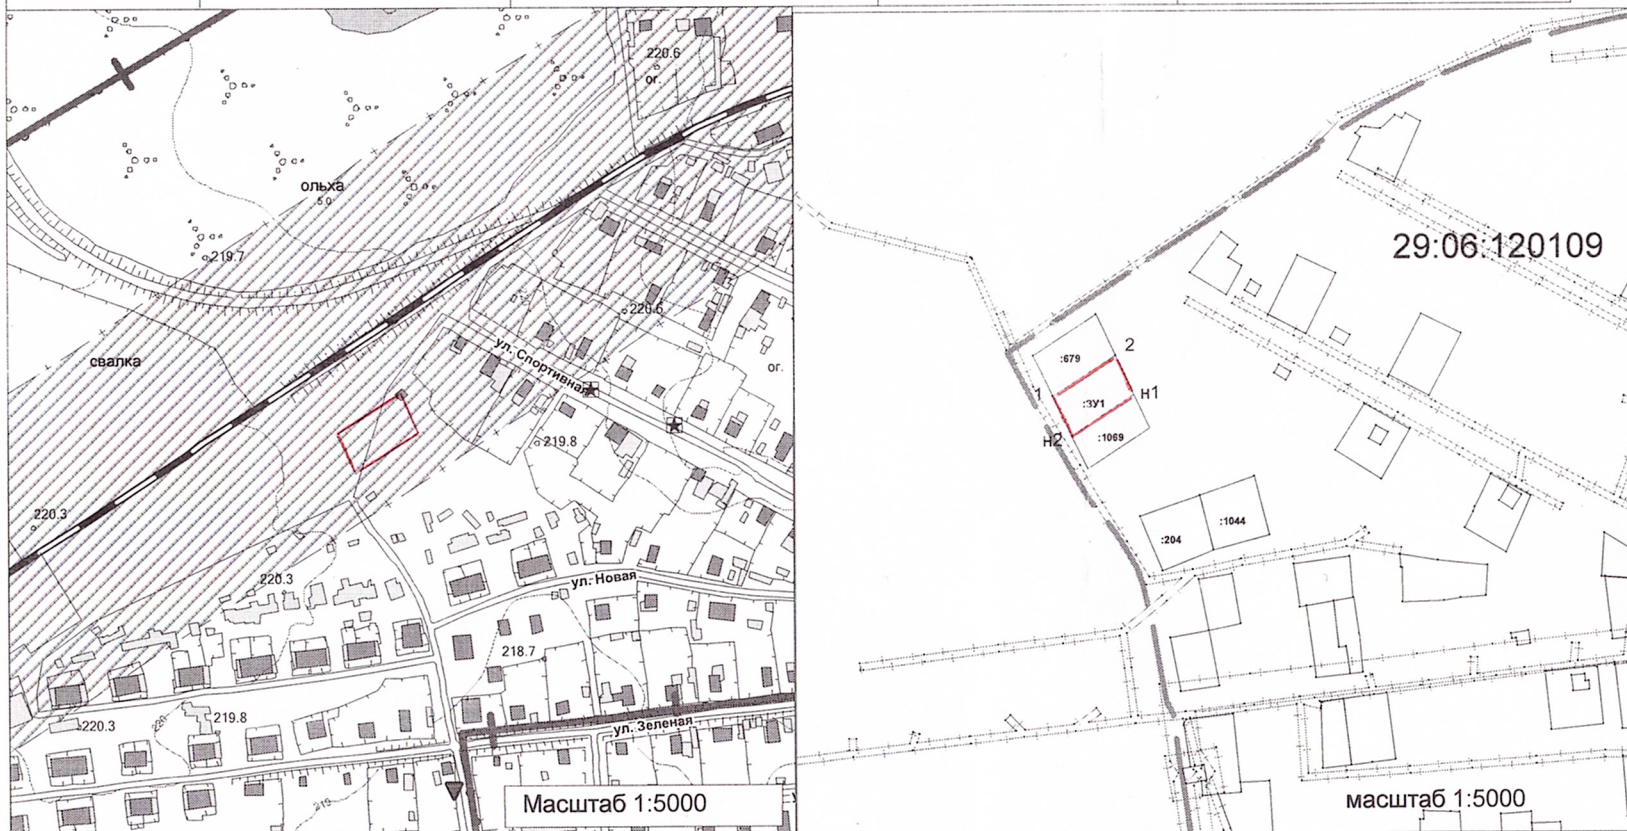 220.6
ог.
ольха
5.0
219.7
220.6
свалка
ул. Спортивная
ог.
219.8
220.3
220.3
ул. Новая
218.7
220.3
219.8
220
ул. Зеленая
219
Масштаб 1:5000
29:06:120109
:679
2
1
:ЗУ1
н1
н2
:1069
:1044
:204
масштаб 1:5000